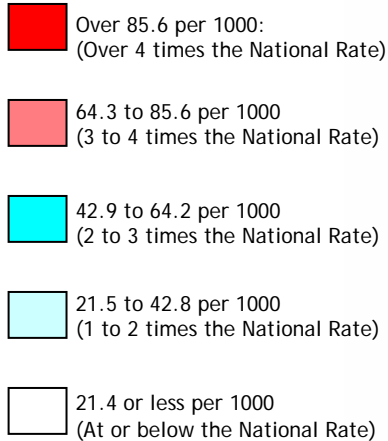 Over 85.6 per 1000:
(Over 4 times the National Rate)
64.3 to 85.6 per 1000
(3 to 4 times the National Rate)
42.9 to 64.2 per 1000
(2 to 3 times the National Rate)
21.5 to 42.8 per 1000
(1 to 2 times the National Rate)
21.4 or less per 1000
(At or below the National Rate)